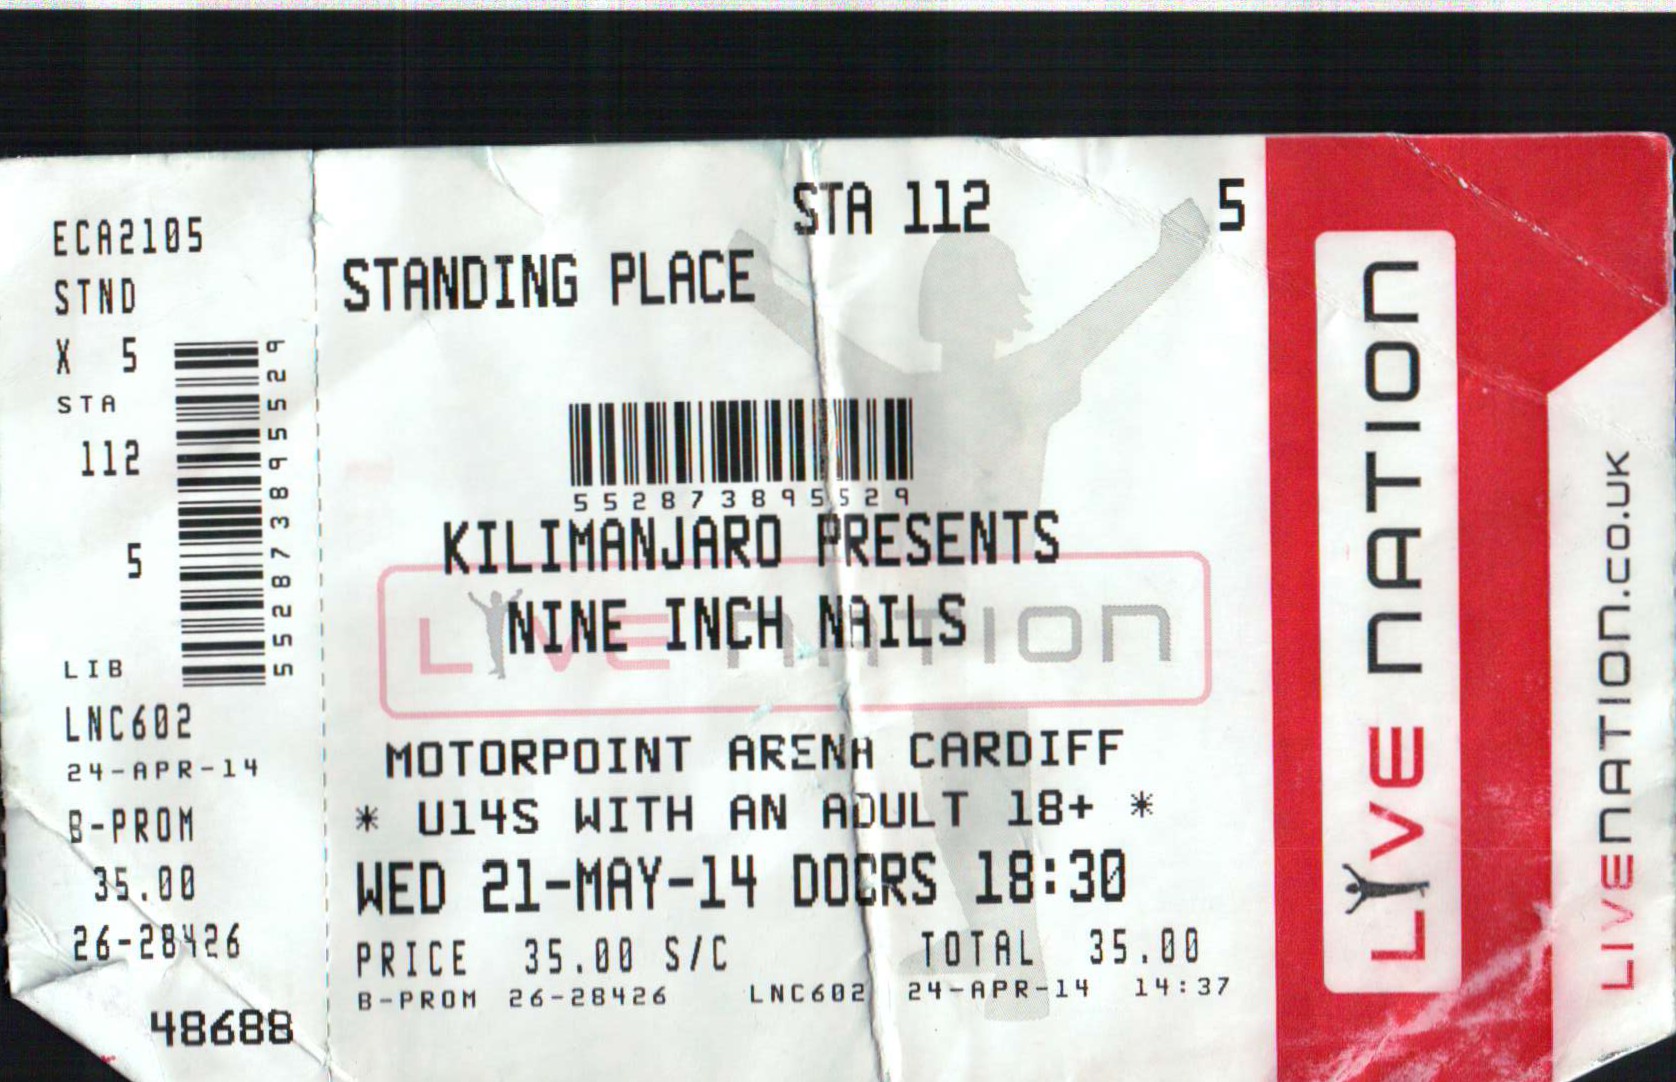 ECA2105
STND
X 5
STA
112
5
552873895529
LIB
LNC602
24-APR-14
B-PROM
35.00
26-28426
48688
STA 112 5
STANDING PLACE
552873895529
KILIMANJARO PRESENTS
NINE INCH NAILS
LIVE NATION
MOTORPOINT ARENA CARDIFF
* U14S WITH AN ADULT 18+ *
WED 21-MAY-14 DOORS 18:30
PRICE 35.00 S/C TOTAL 35.00
B-PROM 26-28426 LNC602 24-APR-14 14:37
LIVE NATION
LIVENATION.CO.UK